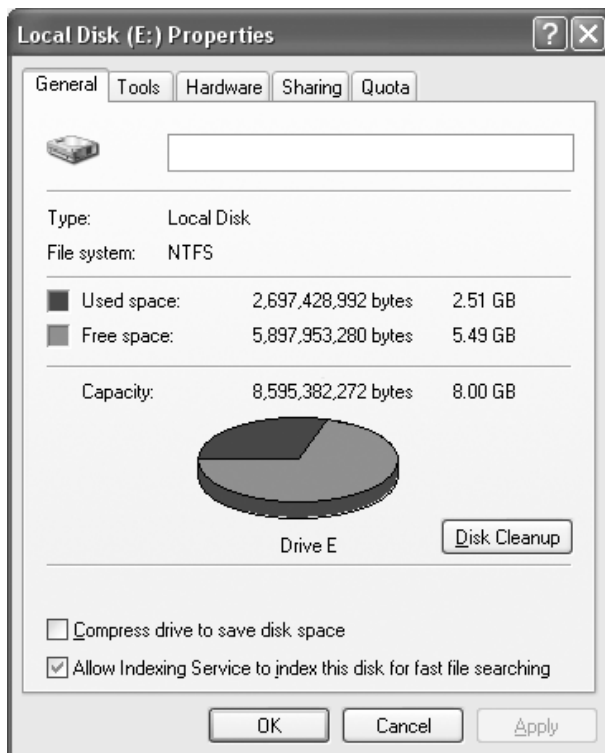 Local Disk (E:) Properties
General Tools Hardware Sharing Quota
Type: Local Disk
File system: NTFS
Used space: 2,697,428,992 bytes 2.51 GB
Free space: 5,897,953,280 bytes 5.49 GB
Capacity: 8,595,382,272 bytes 8.00 GB
Drive E
Disk Cleanup
Compress drive to save disk space
Allow Indexing Service to index this disk for fast file searching
OK Cancel Apply